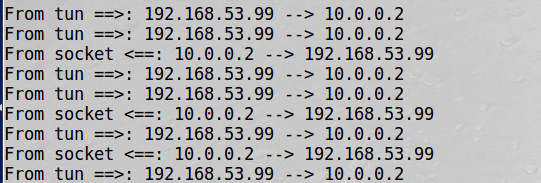 From tun ==>: 192.168.53.99 --> 10.0.0.2
From tun ==>: 192.168.53.99 --> 10.0.0.2
From socket <==: 10.0.0.2 --> 192.168.53.99
From tun ==>: 192.168.53.99 --> 10.0.0.2
From tun ==>: 192.168.53.99 --> 10.0.0.2
From socket <==: 10.0.0.2 --> 192.168.53.99
From tun ==>: 192.168.53.99 --> 10.0.0.2
From socket <==: 10.0.0.2 --> 192.168.53.99
From tun ==>: 192.168.53.99 --> 10.0.0.2